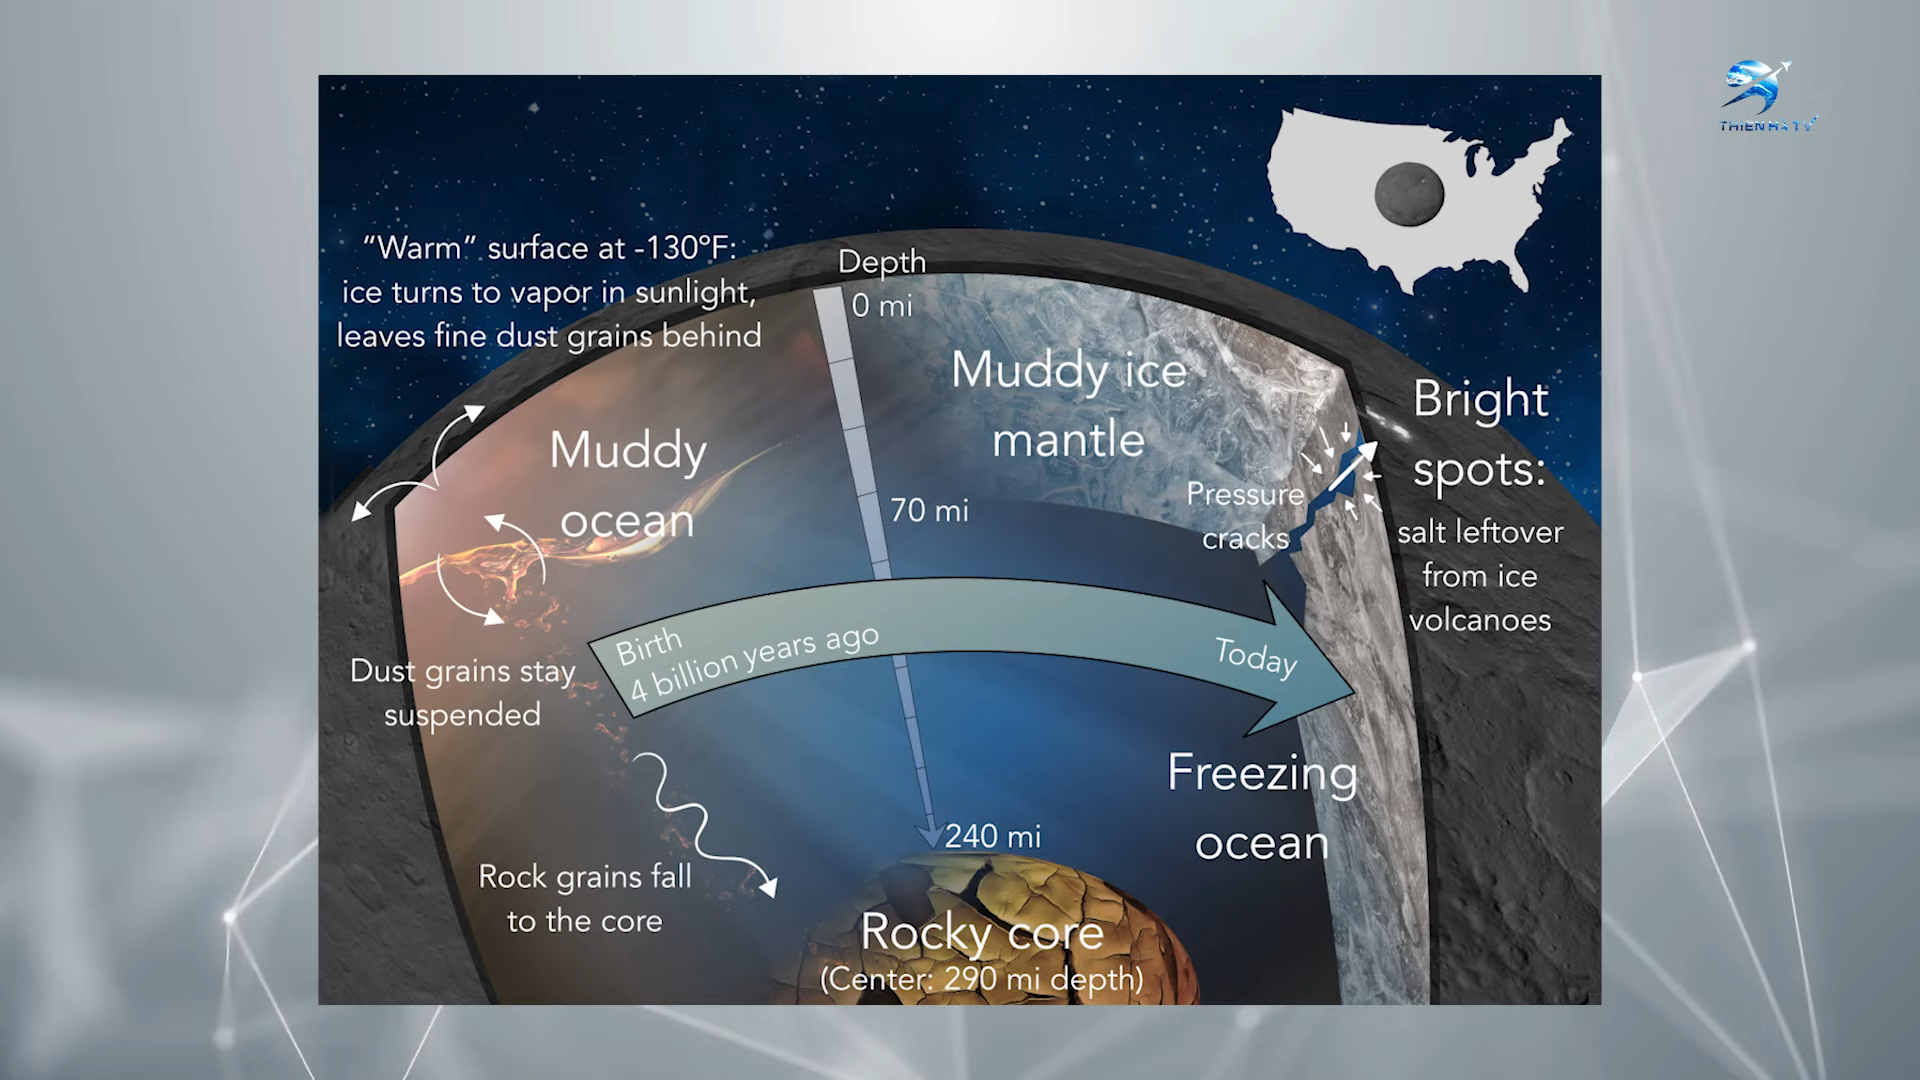 THIENHATV
"Warm" surface at -130°F:
ice turns to vapor in sunlight,
leaves fine dust grains behind
Depth
0 mi
Muddy ice
mantle
Bright
spots:
salt leftover
from ice
volcanoes
Muddy
ocean
Pressure
cracks
70 mi
Birth
4 billion years ago
Today
Dust grains stay
suspended
Freezing
ocean
240 mi
Rock grains fall
to the core
Rocky core
(Center: 290 mi depth)